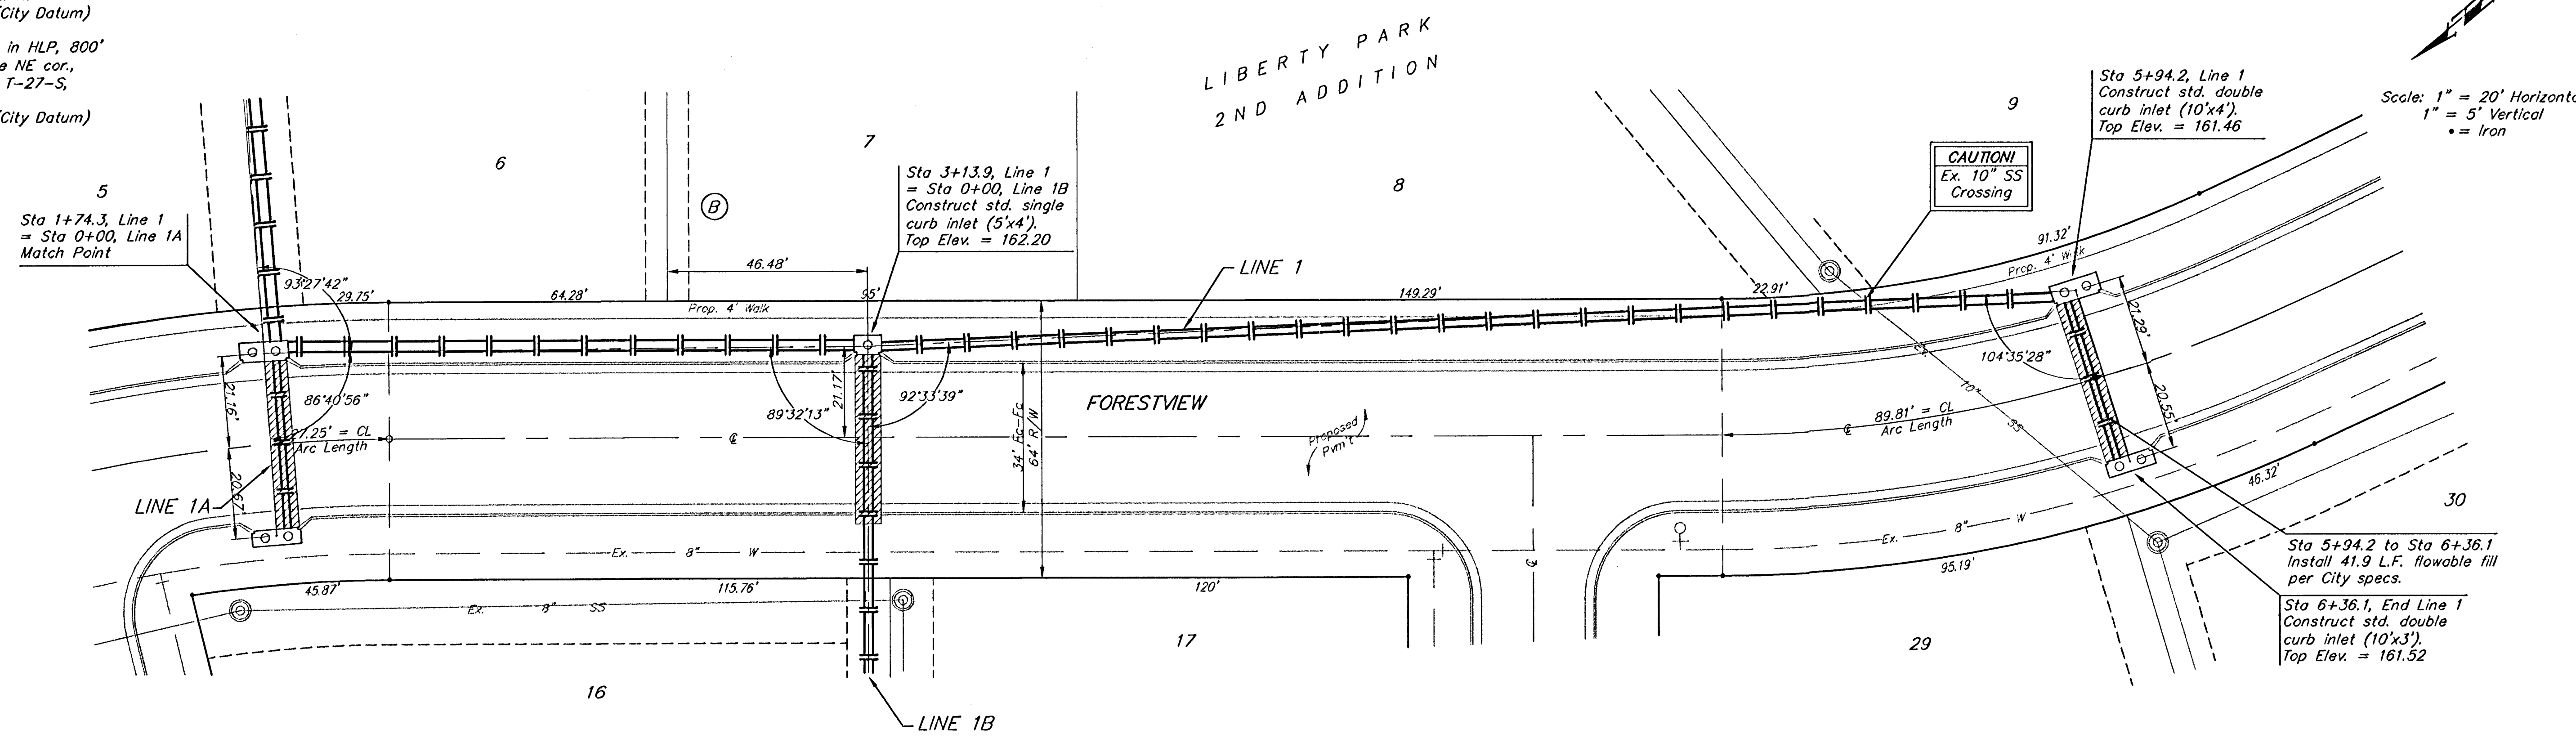 City Datum)
in HLP, 800'
e NE cor.,
T-27-S,
City Datum)
LIBERTY PARK
2ND ADDITION
Sta 5+94.2, Line 1
Construct std. double
curb inlet (10'x4').
Top Elev. = 161.46
Scale: 1" = 20' Horizonta
1" = 5' Vertical
• = Iron
5
6
7
8
9
B
CAUTION!
Ex. 10" SS
Crossing
Sta 1+74.3, Line 1
= Sta 0+00, Line 1A
Match Point
Sta 3+13.9, Line 1
= Sta 0+00, Line 1B
Construct std. single
curb inlet (5'x4').
Top Elev. = 162.20
46.48'
LINE 1
93°27'42"
29.75'
64.28'
95'
149.29'
22.91'
91.32'
Prop. 4' Walk
Prop. 4' Walk
21.16'
86°40'56"
27.25' = CL
Arc Length
20.67'
LINE 1A
89°32'13"
21.17'
92°33'39"
34' Fc-Fc
64' R/W
FORESTVIEW
Proposed
Pvm't
Ex.
10"
SS
104°35'28"
21.29'
20.55'
89.81' = CL
Arc Length
Ex. 8" W
Ex. 8" W
45.87'
115.76'
120'
95.19'
46.32'
Ex. 8" SS
30
Sta 5+94.2 to Sta 6+36.1
Install 41.9 L.F. flowable fill
per City specs.
Sta 6+36.1, End Line 1
Construct std. double
curb inlet (10'x3').
Top Elev. = 161.52
16
17
29
LINE 1B